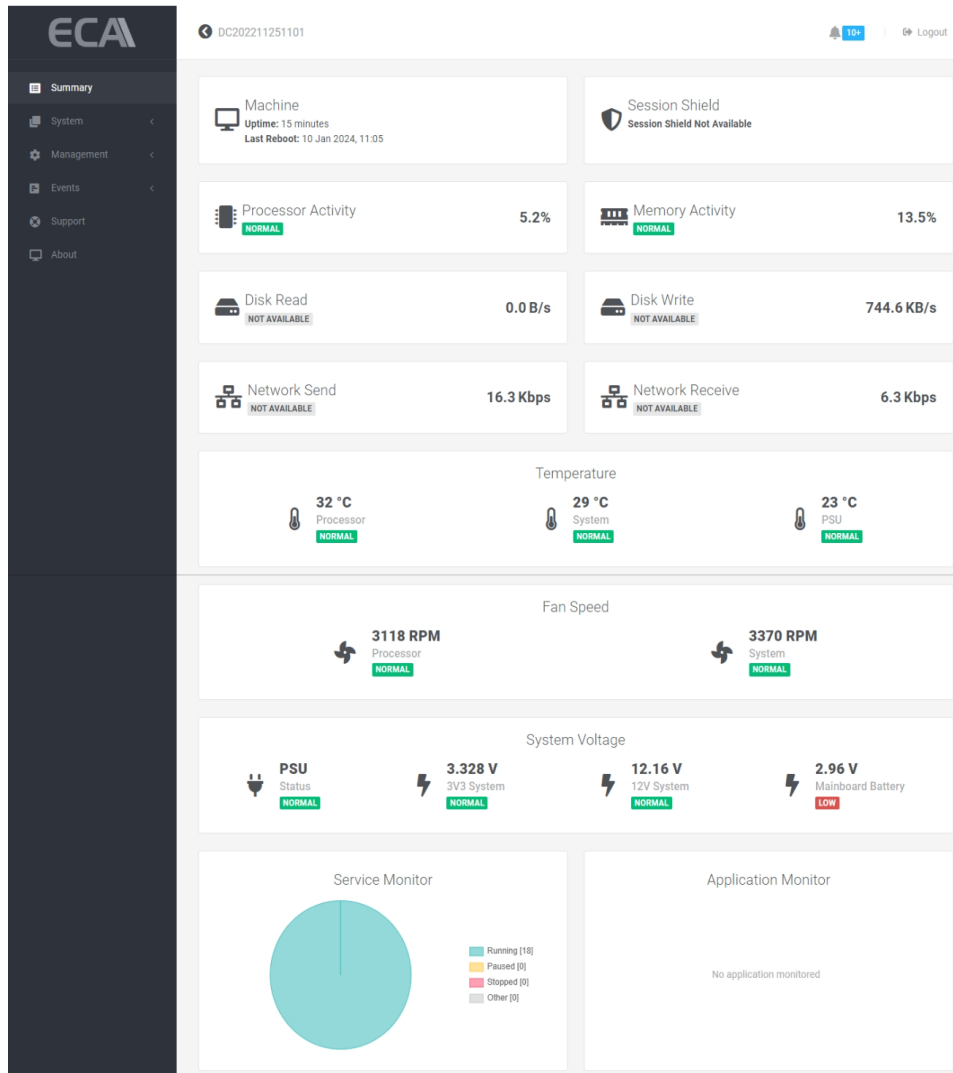 ECA
DC202211251101
10+
Logout
Summary
System
Management
Events
Support
About
Machine
Uptime: 15 minutes
Last Reboot: 10 Jan 2024, 11:05
Session Shield
Session Shield Not Available
Processor Activity
NORMAL
5.2%
Memory Activity
NORMAL
13.5%
Disk Read
NOT AVAILABLE
0.0 B/s
Disk Write
NOT AVAILABLE
744.6 KB/s
Network Send
NOT AVAILABLE
16.3 Kbps
Network Receive
NOT AVAILABLE
6.3 Kbps
Temperature
32 °C
Processor
NORMAL
29 °C
System
NORMAL
23 °C
PSU
NORMAL
Fan Speed
3118 RPM
Processor
NORMAL
3370 RPM
System
NORMAL
System Voltage
PSU
Status
NORMAL
3.328 V
3V3 System
NORMAL
12.16 V
12V System
NORMAL
2.96 V
Mainboard Battery
LOW
Service Monitor
Running [18]
Paused [0]
Stopped [0]
Other [0]
Application Monitor
No application monitored